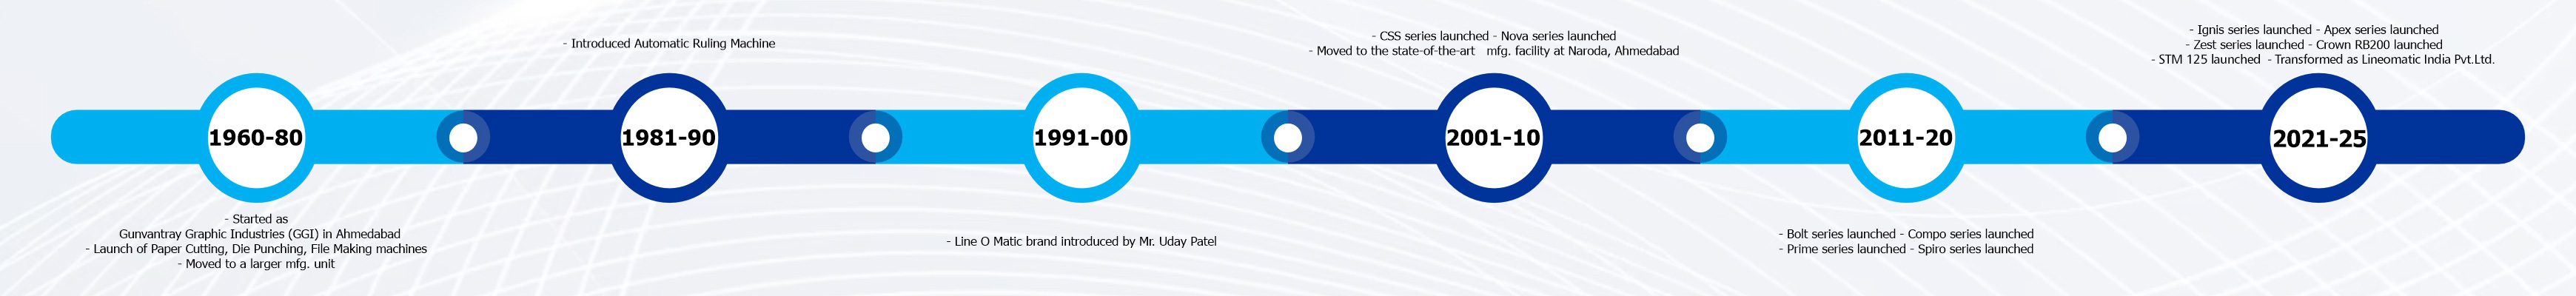 1960-80
- Started as
Gunvantray Graphic Industries (GGI) in Ahmedabad
- Launch of Paper Cutting, Die Punching, File Making machines
- Moved to a larger mfg. unit
- Introduced Automatic Ruling Machine
1981-90
1991-00
- Line O Matic brand introduced by Mr. Uday Patel
- CSS series launched - Nova series launched
- Moved to the state-of-the-art mfg. facility at Naroda, Ahmedabad
2001-10
2011-20
- Bolt series launched - Compo series launched
- Prime series launched - Spiro series launched
- Ignis series launched - Apex series launched
- Zest series launched - Crown RB200 launched
- STM 125 launched - Transformed as Lineomatic India Pvt.Ltd.
2021-25